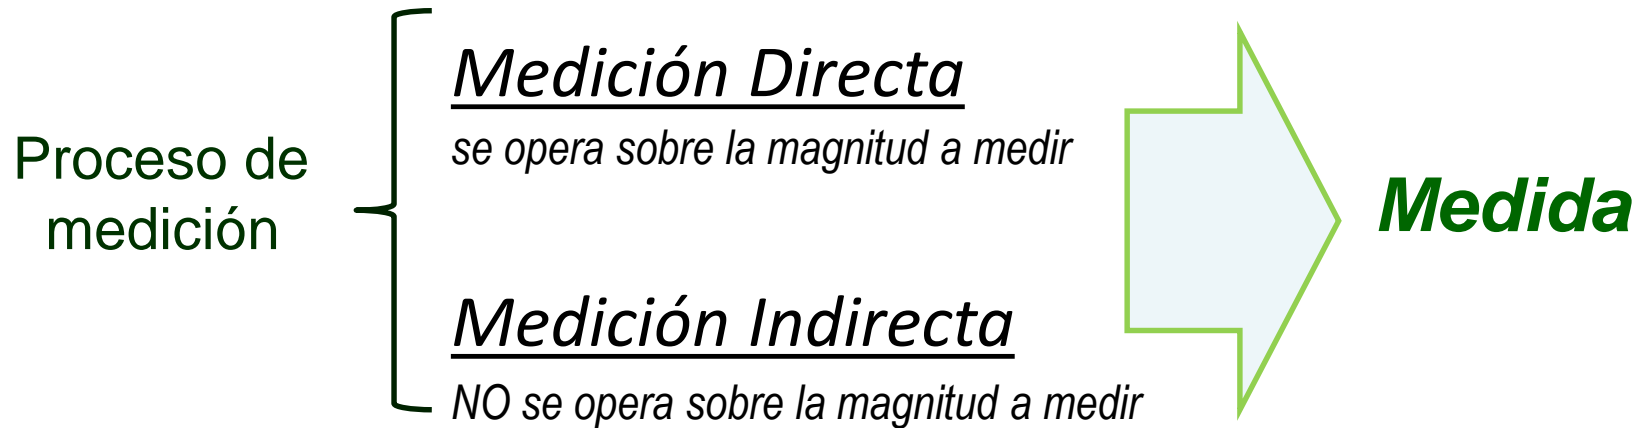 Proceso de
medición
Medición Directa
se opera sobre la magnitud a medir
Medición Indirecta
NO se opera sobre la magnitud a medir
Medida